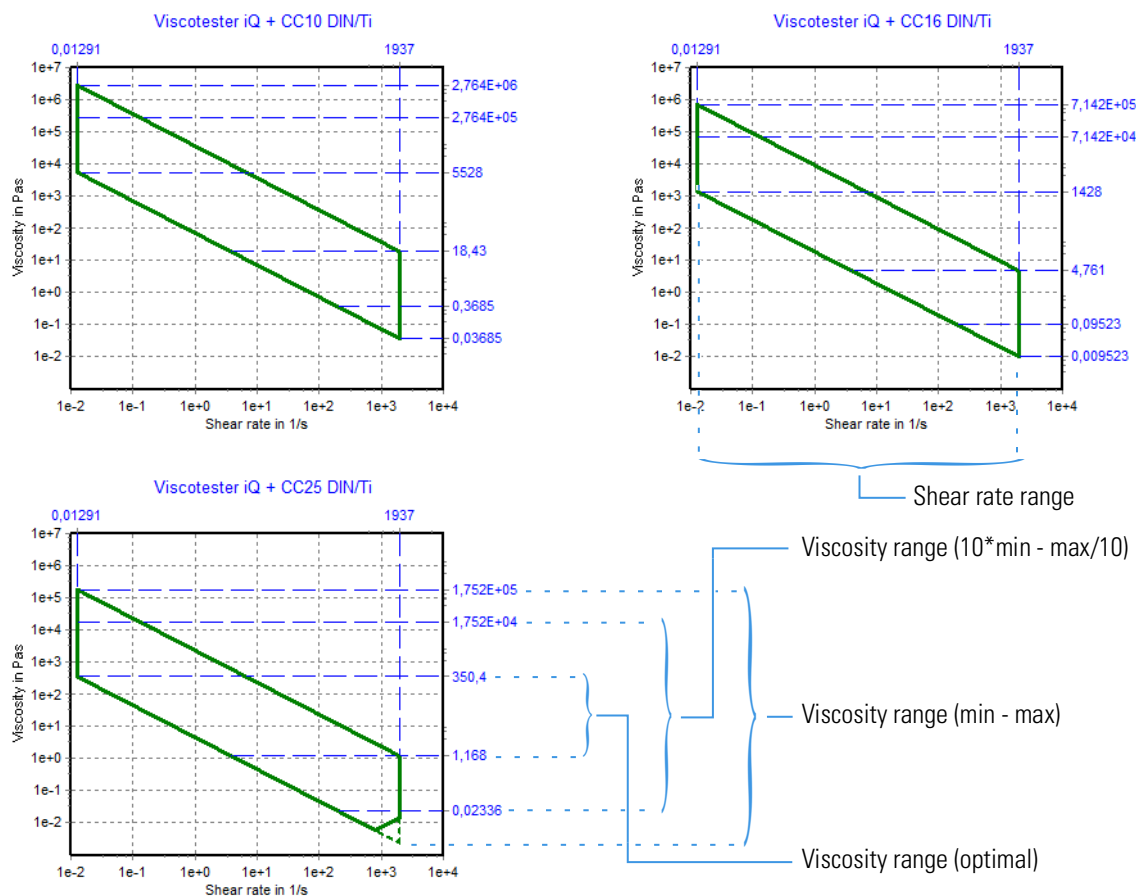 Viscotester iQ + CC10 DIN/Ti
0,01291 1937
1e+7
1e+6
1e+5
1e+4
1e+3
1e+2
1e+1
1e+0
1e-1
1e-2
Viscosity in Pas
2,764E+06
2,764E+05
5528
18,43
0,3685
0,03685
1e-2 1e-1 1e+0 1e+1 1e+2 1e+3 1e+4
Shear rate in 1/s
Viscotester iQ + CC16 DIN/Ti
0,01291 1937
1e+7
1e+6
1e+5
1e+4
1e+3
1e+2
1e+1
1e+0
1e-1
1e-2
Viscosity in Pas
7,142E+05
7,142E+04
1428
4,761
0,09523
0,009523
1e-2 1e-1 1e+0 1e+1 1e+2 1e+3 1e+4
Shear rate in 1/s
Shear rate range
Viscotester iQ + CC25 DIN/Ti
0,01291 1937
1e+7
1e+6
1e+5
1e+4
1e+3
1e+2
1e+1
1e+0
1e-1
1e-2
Viscosity in Pas
1,752E+05
1,752E+04
350,4
1,168
0,02336
1e-2 1e-1 1e+0 1e+1 1e+2 1e+3 1e+4
Shear rate in 1/s
Viscosity range (10*min - max/10)
Viscosity range (min - max)
Viscosity range (optimal)